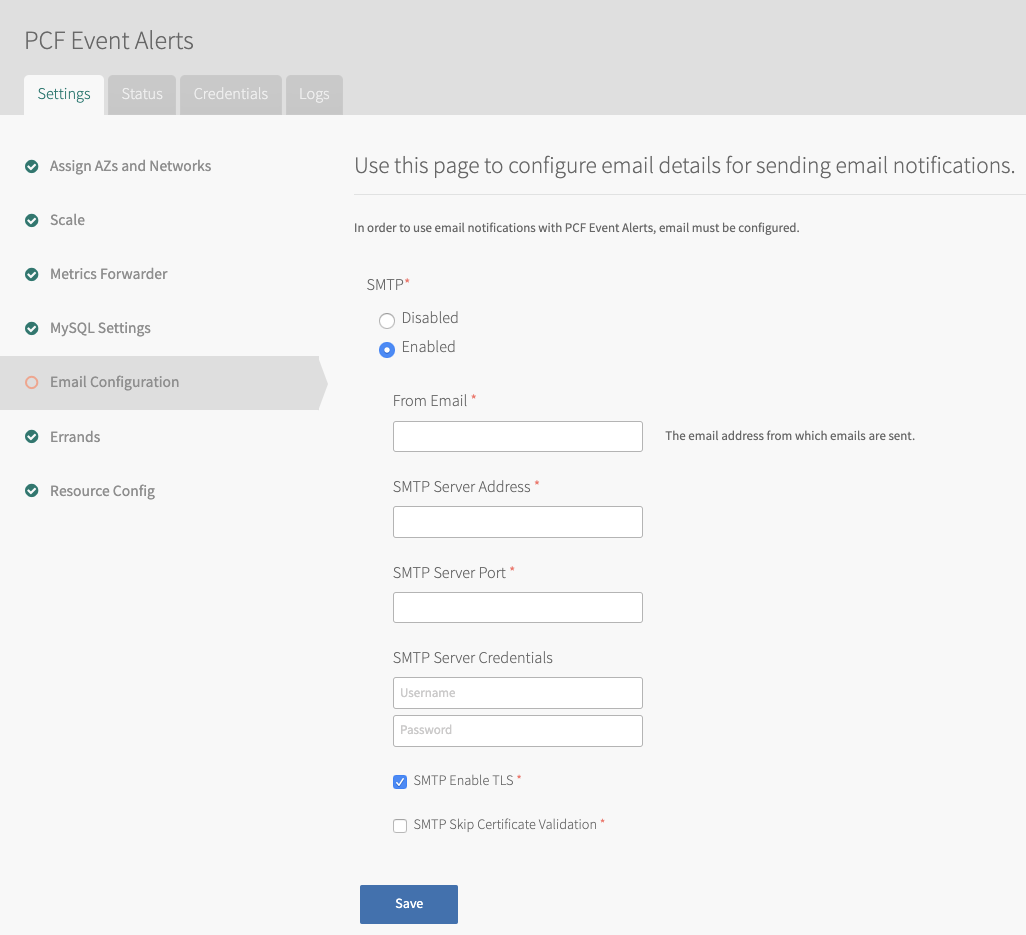 PCF Event Alerts
Settings
Status
Credentials
Logs
Assign AZs and Networks
Scale
Metrics Forwarder
MySQL Settings
Email Configuration
Errands
Resource Config
Use this page to configure email details for sending email notifications.
In order to use email notifications with PCF Event Alerts, email must be configured.
SMTP*
Disabled
Enabled
From Email *
The email address from which emails are sent.
SMTP Server Address *
SMTP Server Port *
SMTP Server Credentials
Username
Password
SMTP Enable TLS *
SMTP Skip Certificate Validation *
Save